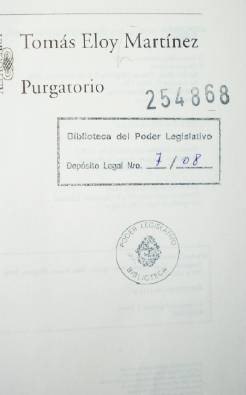 Tomás Eloy Martínez
Purgatorio
254868
Biblioteca del Poder Legislativo
Depósito Legal Nro. 7 / 08
PODER LEGISLATIVO
BIBLIOTECA